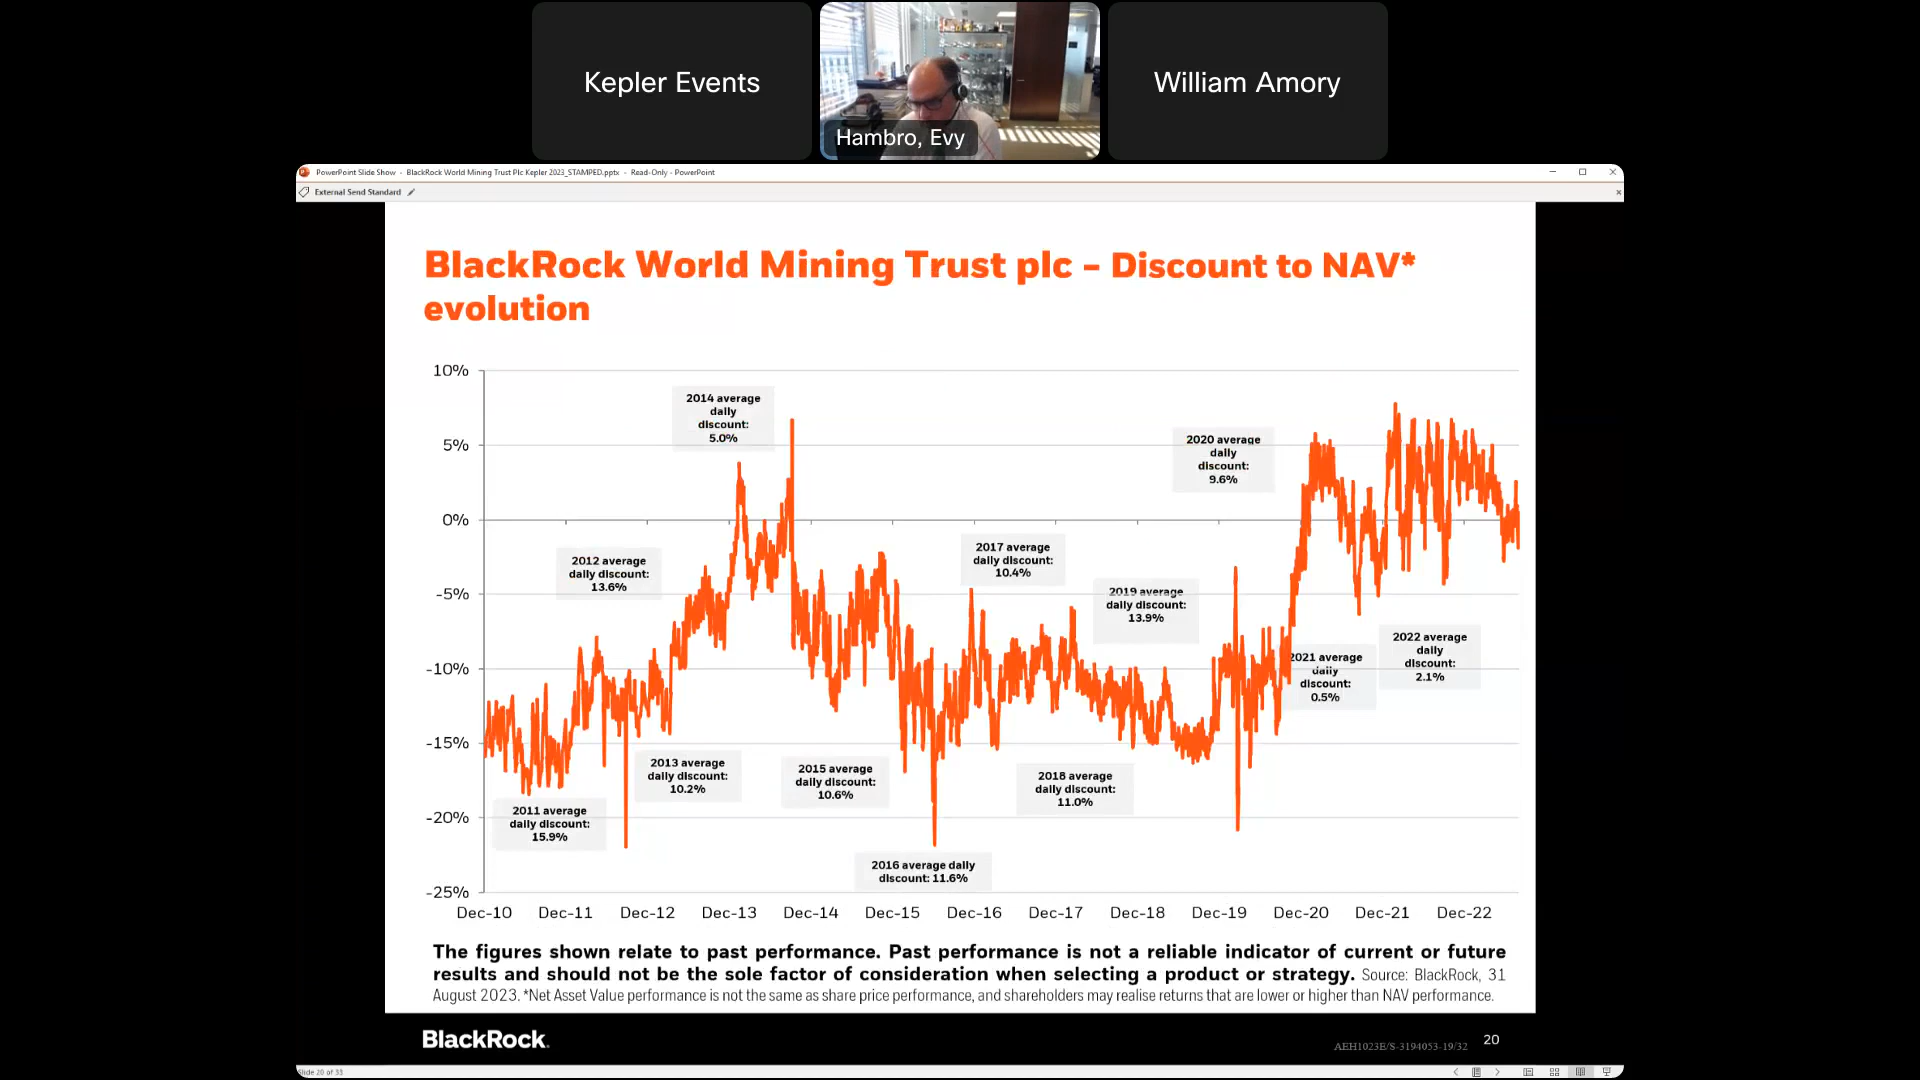 Kepler Events
Hambro, Evy
William Amory
PowerPoint Slide Show - BlackRock World Mining Trust Plc Kepler 2023_STAMPED.pptx - Read-Only - PowerPoint
External Send Standard
BlackRock World Mining Trust plc – Discount to NAV*
evolution
10%
5%
0%
-5%
-10%
-15%
-20%
-25%
2014 average
daily
discount:
5.0%
2020 average
daily
discount:
9.6%
2012 average
daily discount:
13.6%
2017 average
daily discount:
10.4%
2019 average
daily discount:
13.9%
2021 average
daily
discount:
0.5%
2022 average
daily
discount:
2.1%
2013 average
daily discount:
10.2%
2015 average
daily discount:
10.6%
2018 average
daily discount:
11.0%
2011 average
daily discount:
15.9%
2016 average daily
discount: 11.6%
Dec-10 Dec-11 Dec-12 Dec-13 Dec-14 Dec-15 Dec-16 Dec-17 Dec-18 Dec-19 Dec-20 Dec-21 Dec-22
The figures shown relate to past performance. Past performance is not a reliable indicator of current or future
results and should not be the sole factor of consideration when selecting a product or strategy. Source: BlackRock, 31
August 2023. *Net Asset Value performance is not the same as share price performance, and shareholders may realise returns that are lower or higher than NAV performance.
BlackRock.
AEH1023E/S-3194053-19/32
20
Slide 20 of 33